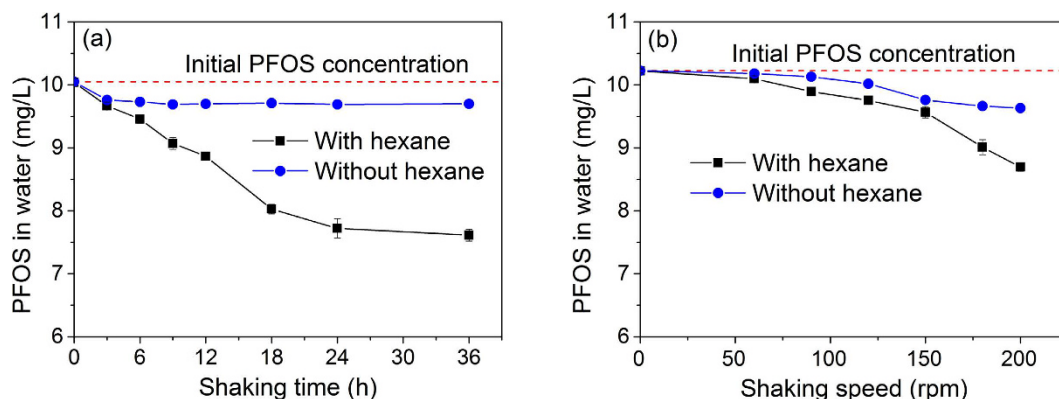 (a)
Initial PFOS concentration
With hexane
Without hexane
PFOS in water (mg/L)
11
10
9
8
7
6
0 6 12 18 24 30 36
Shaking time (h)
(b)
Initial PFOS concentration
With hexane
Without hexane
PFOS in water (mg/L)
11
10
9
8
7
6
0 50 100 150 200
Shaking speed (rpm)